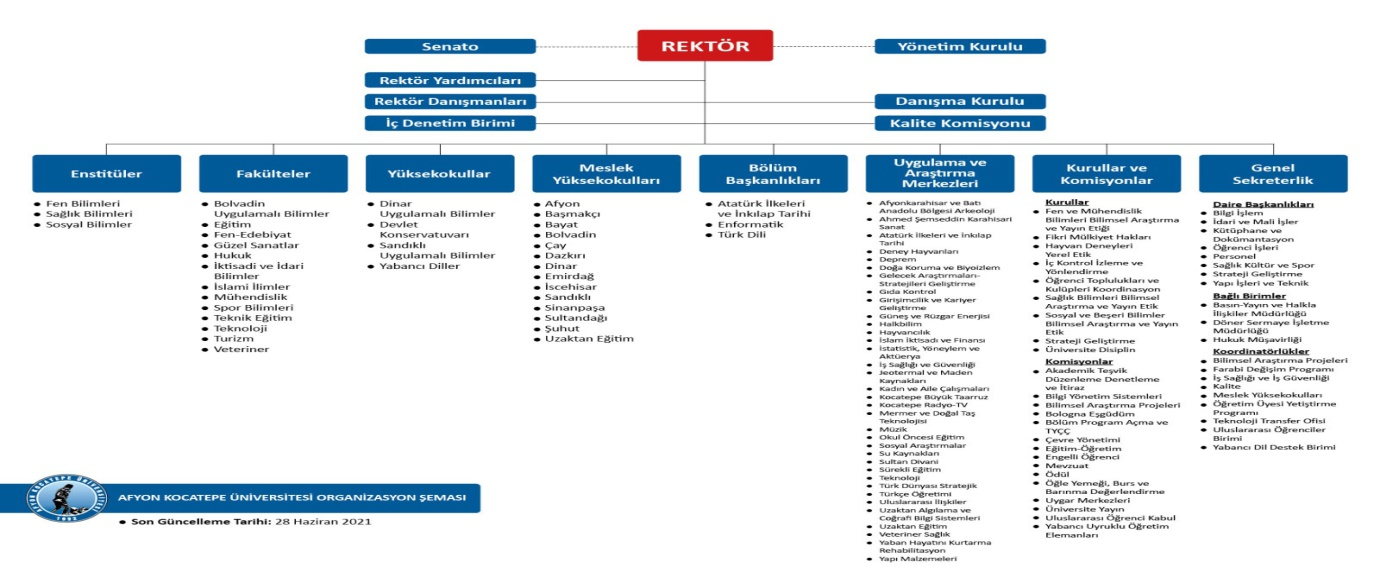 Senato
REKTÖR
Yönetim Kurulu
Rektör Yardımcıları
Rektör Danışmanları
Danışma Kurulu
İç Denetim Birimi
Kalite Komisyonu
Enstitüler
• Fen Bilimleri
• Sağlık Bilimleri
• Sosyal Bilimler
Fakülteler
• Bolvadin
Uygulamalı Bilimler
• Eğitim
• Fen-Edebiyat
• Güzel Sanatlar
• Hukuk
• İktisadi ve İdari
Bilimler
• İslami İlimler
• Mühendislik
• Spor Bilimleri
• Teknik Eğitim
• Teknoloji
• Turizm
• Veteriner
Yüksekokullar
• Dinar
Uygulamalı Bilimler
• Devlet
Konservatuvarı
• Sandıklı
Uygulamalı Bilimler
• Yabancı Diller
Meslek
Yüksekokulları
• Afyon
• Başmakçı
• Bayat
• Bolvadin
• Çay
• Dazkırı
• Dinar
• Emirdağ
• İscehisar
• Sandıklı
• Sinanpaşa
• Sultandağı
• Şuhut
• Uzaktan Eğitim
Bölüm
Başkanlıkları
• Atatürk İlkeleri
ve İnkılap Tarihi
• Enformatik
• Türk Dili
Uygulama ve
Araştırma
Merkezleri
• Afyonkarahisar ve Batı
Anadolu Bölgesi Arkeoloji
• Ahmed Şemseddin Karahisari
Sanat
• Atatürk İlkeleri ve İnkılap
Tarihi
• Deney Hayvanları
• Deprem
• Doğa Koruma ve Biyoizlem
• Gelecek Araştırmaları-
Stratejileri Geliştirme
• Gıda Kontrol
• Girişimcilik ve Kariyer
Geliştirme
• Güneş ve Rüzgar Enerjisi
• Halkbilim
• Hayvancılık
• İslam İktisadı ve Finansı
• İstatistik, Yöneylem ve
Aktüerya
• İş Sağlığı ve Güvenliği
• Jeotermal ve Maden
Kaynakları
• Kadın ve Aile Çalışmaları
• Kocatepe Büyük Taarruz
• Kocatepe Radyo-TV
• Mermer ve Doğal Taş
Teknolojisi
• Müzik
• Okul Öncesi Eğitim
• Sosyal Araştırmalar
• Su Kaynakları
• Sultan Divani
• Sürekli Eğitim
• Teknoloji
• Türk Dünyası Stratejik
• Türkçe Öğretimi
• Uluslararası İlişkiler
• Uzaktan Algılama ve
Coğrafi Bilgi Sistemleri
• Uzaktan Eğitim
• Veteriner Sağlık
• Yaban Hayatını Kurtarma
Rehabilitasyon
• Yapı Malzemeleri
Kurullar ve
Komisyonlar
Kurullar
• Fen ve Mühendislik
Bilimleri Bilimsel Araştırma
ve Yayın Etiği
• Fikri Mülkiyet Hakları
• Hayvan Deneyleri
Yerel Etik
• İç Kontrol İzleme ve
Yönlendirme
• Öğrenci Toplulukları ve
Kulüpleri Koordinasyon
• Sağlık Bilimleri Bilimsel
Araştırma ve Yayın Etik
• Sosyal ve Beşeri Bilimler
Bilimsel Araştırma ve Yayın
Etik
• Strateji Geliştirme
• Üniversite Disiplin
Komisyonlar
• Akademik Teşvik
Düzenleme Denetleme
ve İtiraz
• Bilgi Yönetim Sistemleri
• Bilimsel Araştırma Projeleri
• Bologna Eşgüdüm
• Bölüm Program Açma ve
TYÇÇ
• Çevre Yönetimi
• Eğitim-Öğretim
• Engelli Öğrenci
• Mevzuat
• Ödül
• Öğle Yemeği, Burs ve
Barınma Değerlendirme
• Uygar Merkezleri
• Üniversite Yayın
• Uluslararası Öğrenci Kabul
• Yabancı Uyruklu Öğretim
Elemanları
Genel
Sekreterlik
Daire Başkanlıkları
• Bilgi İşlem
• İdari ve Mali İşler
• Kütüphane ve
Dokümantasyon
• Öğrenci İşleri
• Personel
• Sağlık Kültür ve Spor
• Strateji Geliştirme
• Yapı İşleri ve Teknik
Bağlı Birimler
• Basın-Yayın ve Halkla
İlişkiler Müdürlüğü
• Döner Sermaye İşletme
Müdürlüğü
• Hukuk Müşavirliği
Koordinatörlükler
• Bilimsel Araştırma Projeleri
• Farabi Değişim Programı
• İş Sağlığı ve İş Güvenliği
• Kalite
• Meslek Yüksekokulları
• Öğretim Üyesi Yetiştirme
Programı
• Teknoloji Transfer Ofisi
• Uluslararası Öğrenciler
Birimi
• Yabancı Dil Destek Birimi
AFYON KOCATEPE ÜNİVERSİTESİ
1992
AFYON KOCATEPE ÜNİVERSİTESİ ORGANİZASYON ŞEMASI
• Son Güncelleme Tarihi: 28 Haziran 2021